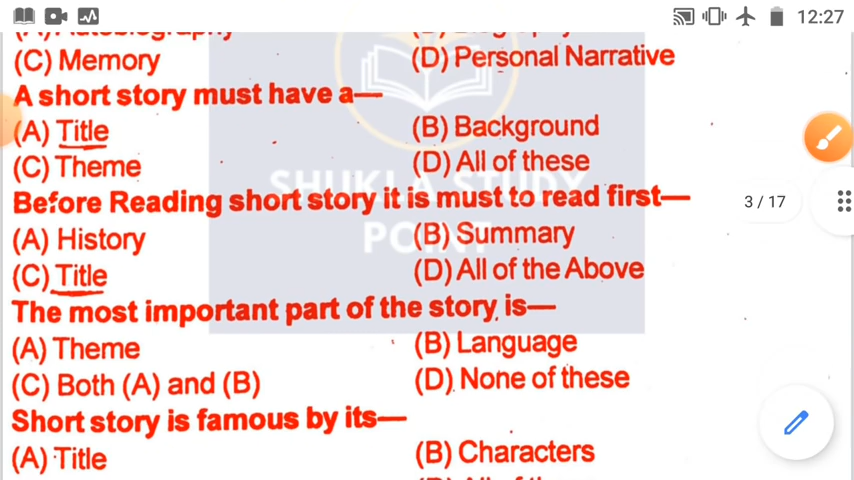 12:27
(C) Memory
(D) Personal Narrative
A short story must have a—
(A) Title
(B) Background
(C) Theme
(D) All of these
SHUKLA STUDY
POINT
Before Reading short story it is must to read first—
3 / 17
(A) History
(B) Summary
(C) Title
(D) All of the Above
The most important part of the story is—
(A) Theme
(B) Language
(C) Both (A) and (B)
(D) None of these
Short story is famous by its—
(A) Title
(B) Characters